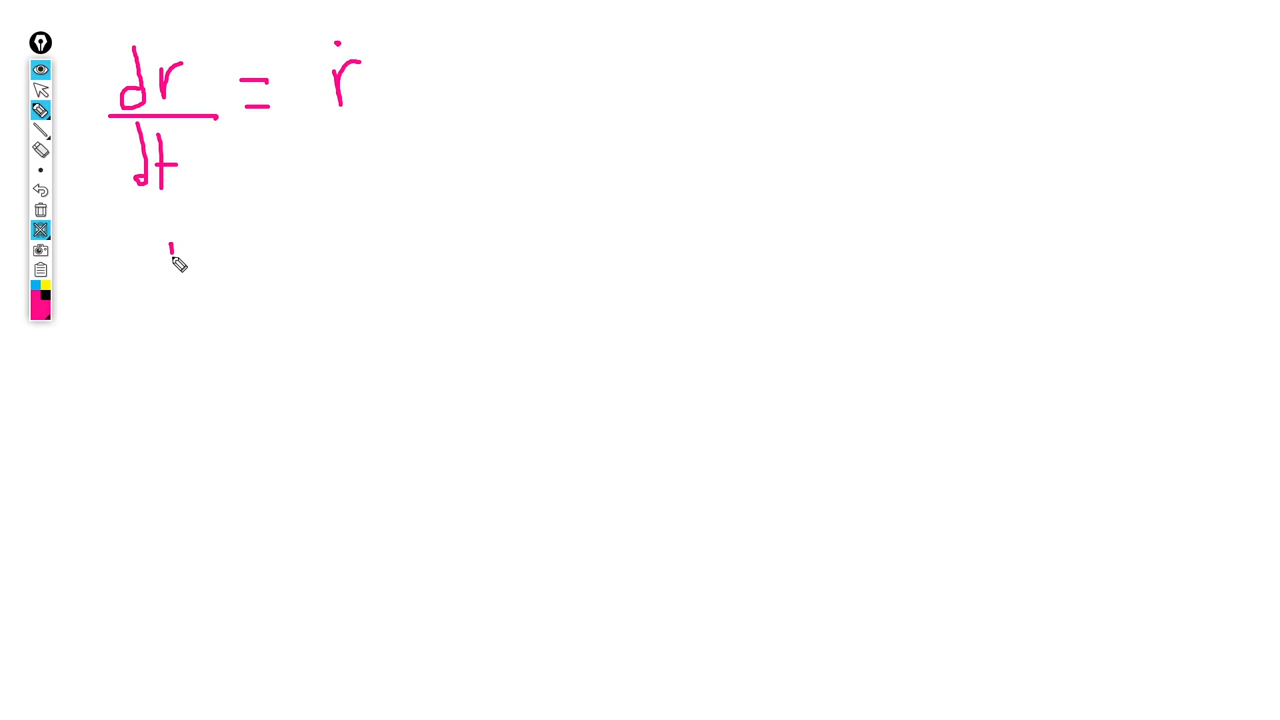 dr/dt = ṙ